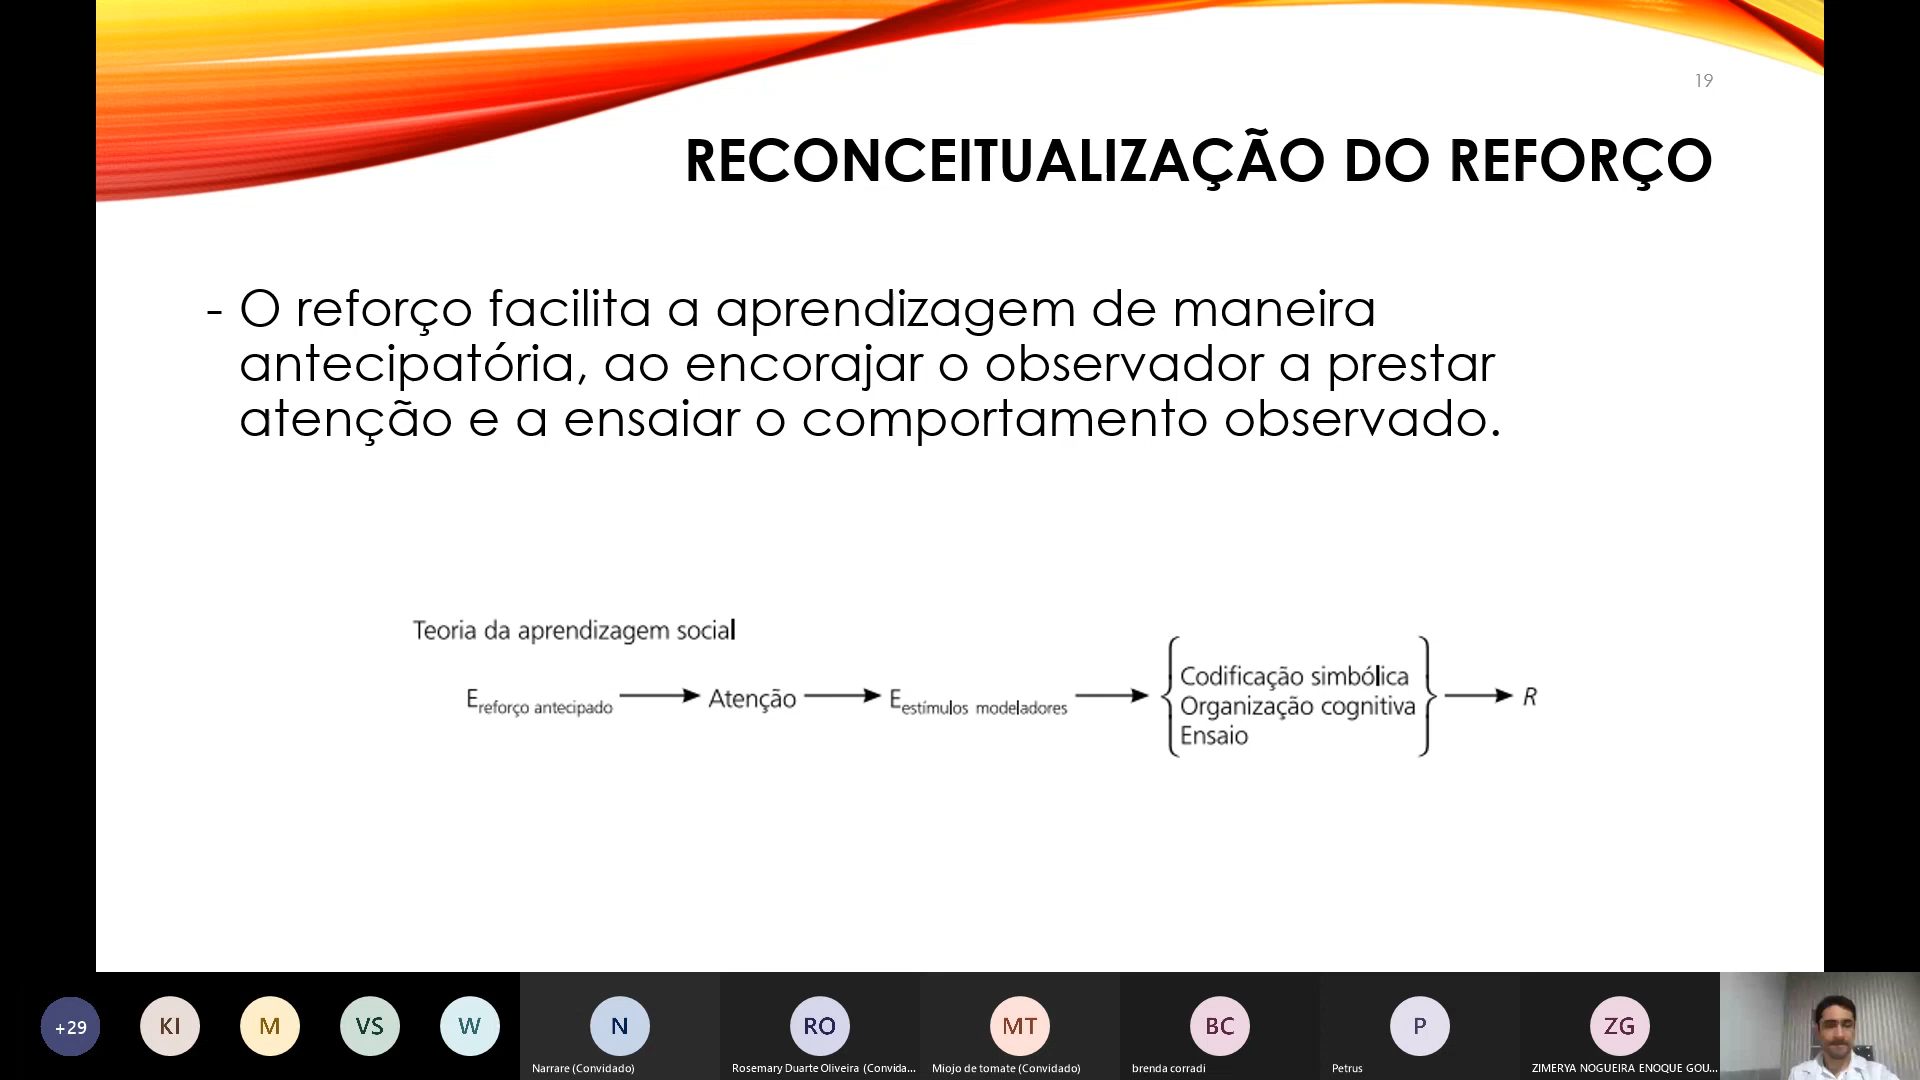 19
RECONCEITUALIZAÇÃO DO REFORÇO
- O reforço facilita a aprendizagem de maneira
antecipatória, ao encorajar o observador a prestar
atenção e a ensaiar o comportamento observado.
Teoria da aprendizagem social
E reforço antecipado → Atenção → E estímulos modeladores → { Codificação simbólica
Organização cognitiva
Ensaio } → R
+29
KI
M
VS
W
N
RO
MT
BC
P
ZG
Narrare (Convidado)
Rosemary Duarte Oliveira (Convida...
Miojo de tomate (Convidado)
brenda corradi
Petrus
ZIMERYA NOGUEIRA ENOQUE GOU...